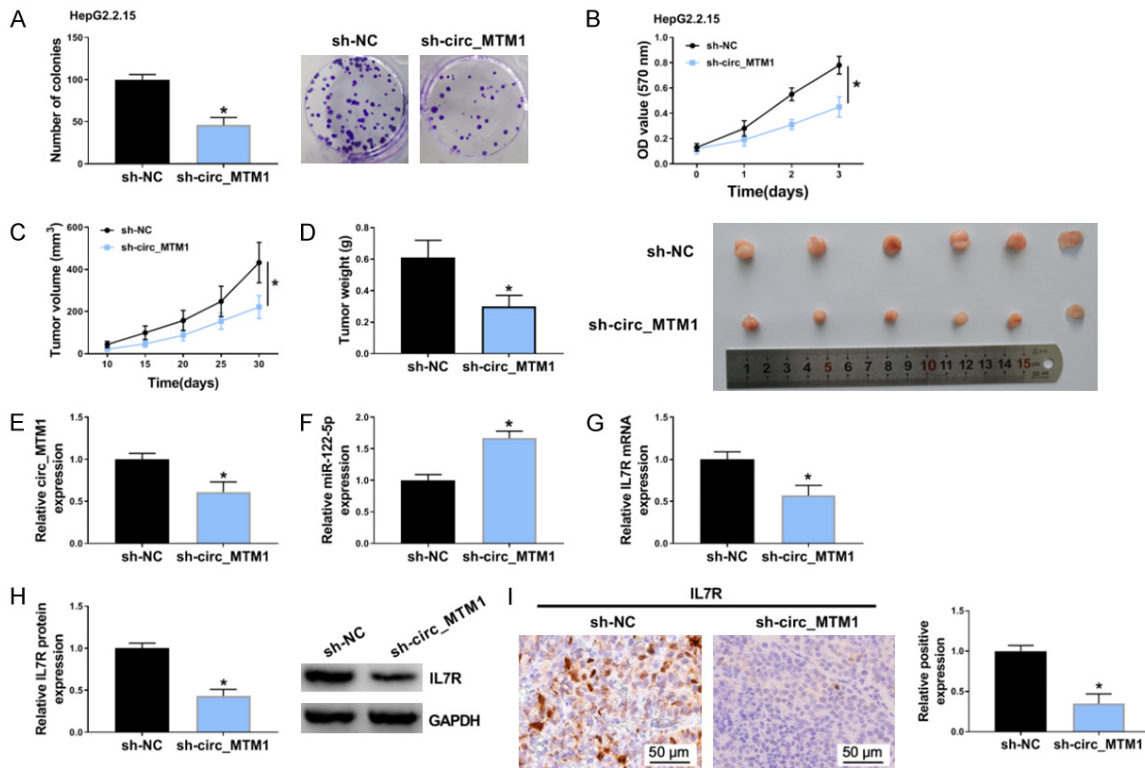 A
HepG2.2.15
Number of colonies
150
100
50
0
sh-NC
sh-circ_MTM1
*
sh-NC
sh-circ_MTM1
B
HepG2.2.15
sh-NC
sh-circ_MTM1
OD value (570 nm)
0.0
0.2
0.4
0.6
0.8
1.0
0
1
2
3
Time(days)
*
C
Tumor volume (mm³)
600
400
200
0
sh-NC
sh-circ_MTM1
10
15
20
25
30
Time(days)
*
D
Tumor weight (g)
0.8
0.6
0.4
0.2
0.0
sh-NC
sh-circ_MTM1
*
sh-NC
sh-circ_MTM1
1 2 3 4 5 6 7 8 9 10 11 12 13 14 15
E
Relative circ_MTM1
expression
1.5
1.0
0.5
0.0
sh-NC
sh-circ_MTM1
*
F
Relative miR-122-5p
expression
2.0
1.5
1.0
0.5
0.0
sh-NC
sh-circ_MTM1
*
G
Relative IL7R mRNA
expression
1.5
1.0
0.5
0.0
sh-NC
sh-circ_MTM1
*
H
Relative IL7R protein
expression
1.5
1.0
0.5
0.0
sh-NC
sh-circ_MTM1
*
sh-NC
sh-circ_MTM1
IL7R
GAPDH
I
IL7R
sh-NC
sh-circ_MTM1
50 µm
50 µm
Relative positive
expression
1.5
1.0
0.5
0.0
sh-NC
sh-circ_MTM1
*